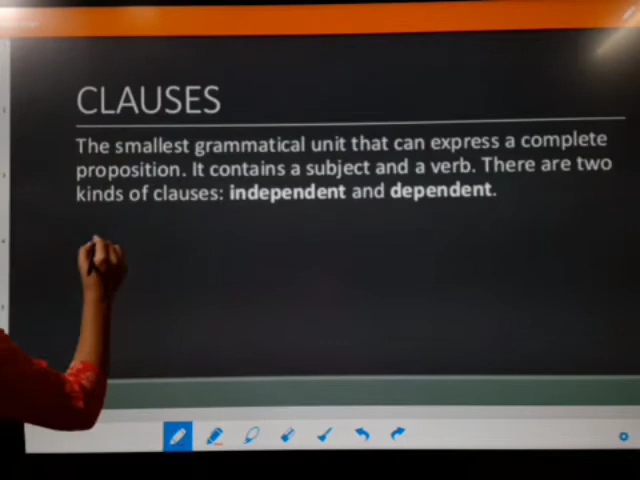 CLAUSES
The smallest grammatical unit that can express a complete
proposition. It contains a subject and a verb. There are two
kinds of clauses: independent and dependent.